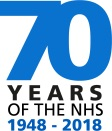 70
YEARS
OF THE NHS
1948 - 2018